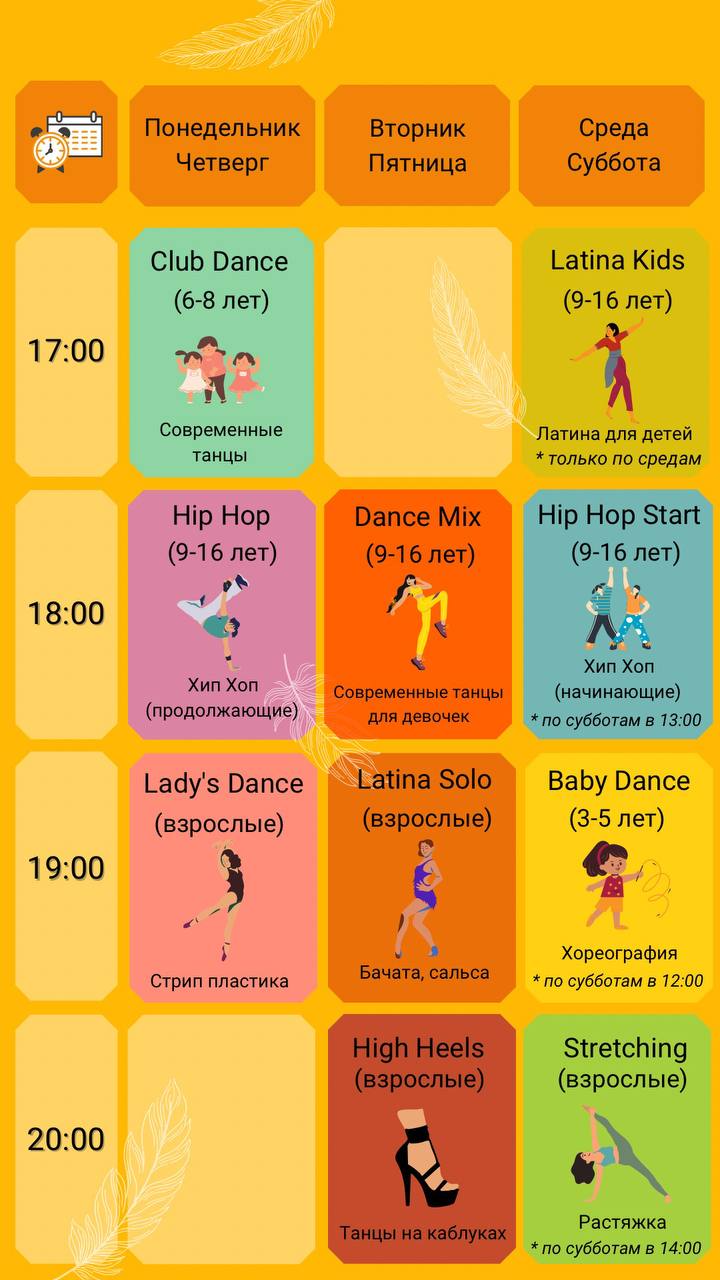 Понедельник
Четверг
Вторник
Пятница
Среда
Суббота
17:00
Club Dance
(6-8 лет)
Современные
танцы
Latina Kids
(9-16 лет)
Латина для детей
* только по средам
18:00
Hip Hop
(9-16 лет)
Хип Хоп
(продолжающие)
Dance Mix
(9-16 лет)
Современные танцы
для девочек
Hip Hop Start
(9-16 лет)
Хип Хоп
(начинающие)
* по субботам в 13:00
19:00
Lady's Dance
(взрослые)
Стрип пластика
Latina Solo
(взрослые)
Бачата, сальса
Baby Dance
(3-5 лет)
Хореография
* по субботам в 12:00
20:00
High Heels
(взрослые)
Танцы на каблуках
Stretching
(взрослые)
Растяжка
* по субботам в 14:00